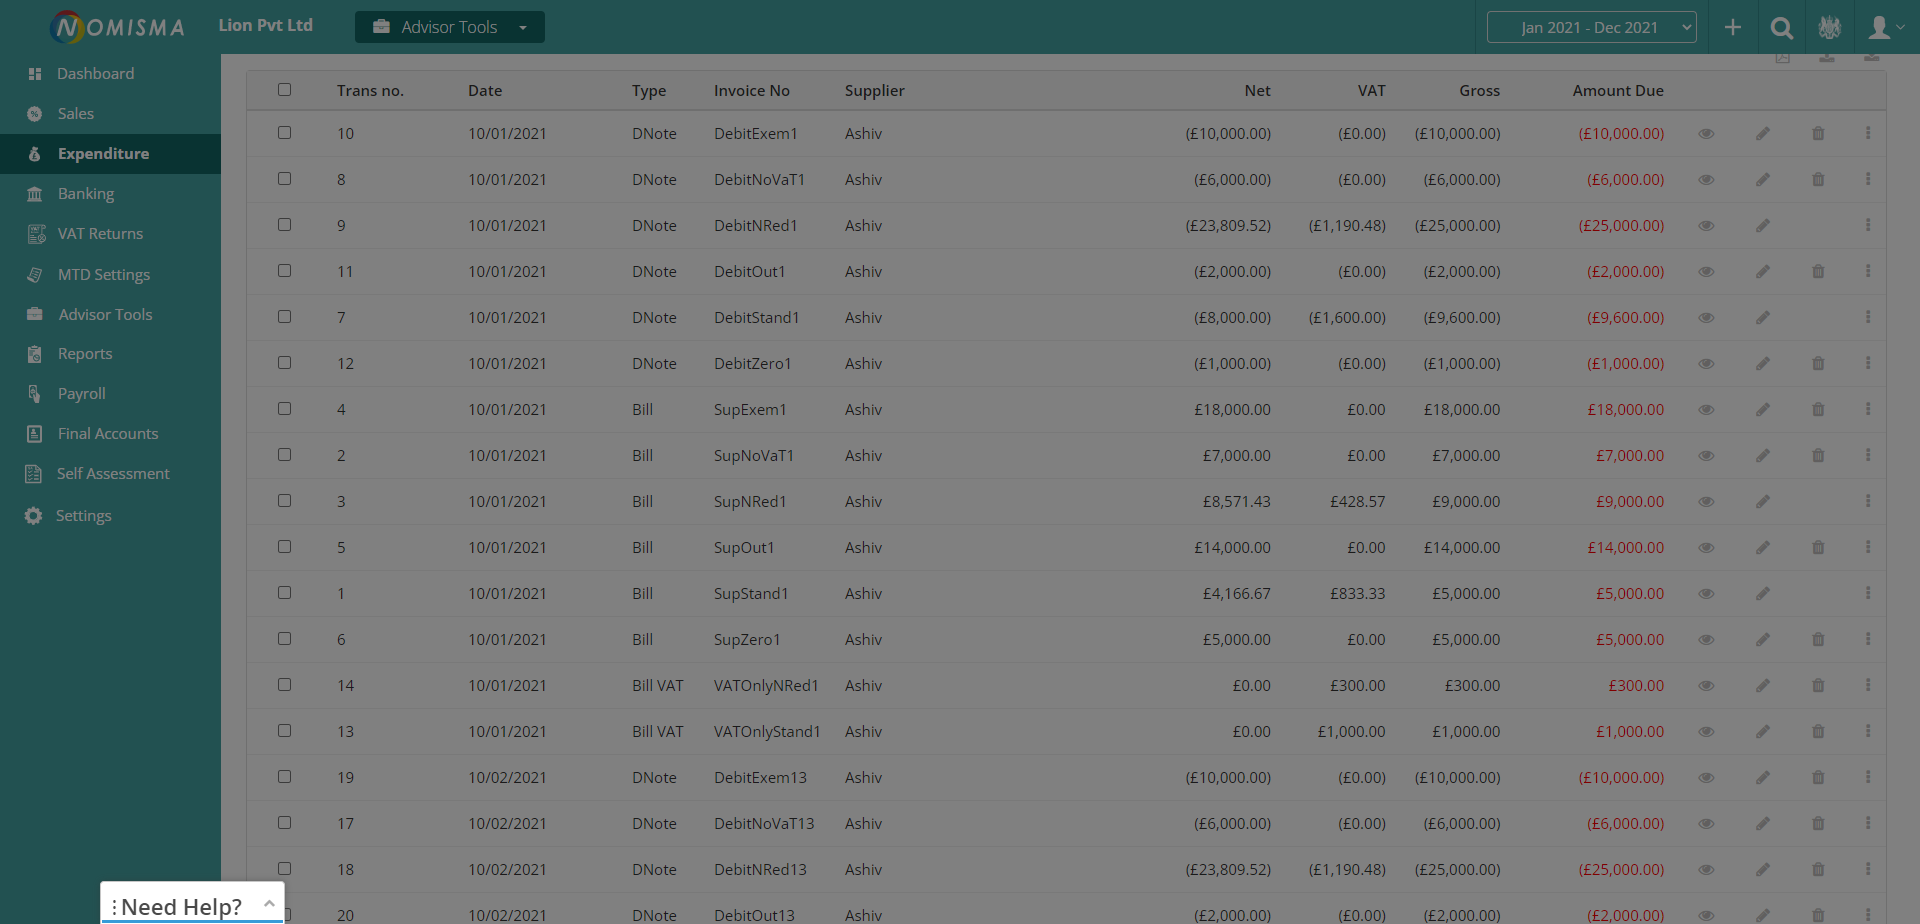 NOMISMA Lion Pvt Ltd Advisor Tools Jan 2021 - Dec 2021
Dashboard
Sales
Expenditure
Banking
VAT Returns
MTD Settings
Advisor Tools
Reports
Payroll
Final Accounts
Self Assessment
Settings
Trans no. Date Type Invoice No Supplier Net VAT Gross Amount Due
10 10/01/2021 DNote DebitExem1 Ashiv (£10,000.00) (£0.00) (£10,000.00) (£10,000.00)
8 10/01/2021 DNote DebitNoVaT1 Ashiv (£6,000.00) (£0.00) (£6,000.00) (£6,000.00)
9 10/01/2021 DNote DebitNRed1 Ashiv (£23,809.52) (£1,190.48) (£25,000.00) (£25,000.00)
11 10/01/2021 DNote DebitOut1 Ashiv (£2,000.00) (£0.00) (£2,000.00) (£2,000.00)
7 10/01/2021 DNote DebitStand1 Ashiv (£8,000.00) (£1,600.00) (£9,600.00) (£9,600.00)
12 10/01/2021 DNote DebitZero1 Ashiv (£1,000.00) (£0.00) (£1,000.00) (£1,000.00)
4 10/01/2021 Bill SupExem1 Ashiv £18,000.00 £0.00 £18,000.00 £18,000.00
2 10/01/2021 Bill SupNoVaT1 Ashiv £7,000.00 £0.00 £7,000.00 £7,000.00
3 10/01/2021 Bill SupNRed1 Ashiv £8,571.43 £428.57 £9,000.00 £9,000.00
5 10/01/2021 Bill SupOut1 Ashiv £14,000.00 £0.00 £14,000.00 £14,000.00
1 10/01/2021 Bill SupStand1 Ashiv £4,166.67 £833.33 £5,000.00 £5,000.00
6 10/01/2021 Bill SupZero1 Ashiv £5,000.00 £0.00 £5,000.00 £5,000.00
14 10/01/2021 Bill VAT VATOnlyNRed1 Ashiv £0.00 £300.00 £300.00 £300.00
13 10/01/2021 Bill VAT VATOnlyStand1 Ashiv £0.00 £1,000.00 £1,000.00 £1,000.00
19 10/02/2021 DNote DebitExem13 Ashiv (£10,000.00) (£0.00) (£10,000.00) (£10,000.00)
17 10/02/2021 DNote DebitNoVaT13 Ashiv (£6,000.00) (£0.00) (£6,000.00) (£6,000.00)
18 10/02/2021 DNote DebitNRed13 Ashiv (£23,809.52) (£1,190.48) (£25,000.00) (£25,000.00)
20 10/02/2021 DNote DebitOut13 Ashiv (£2,000.00) (£0.00) (£2,000.00) (£2,000.00)
Need Help?